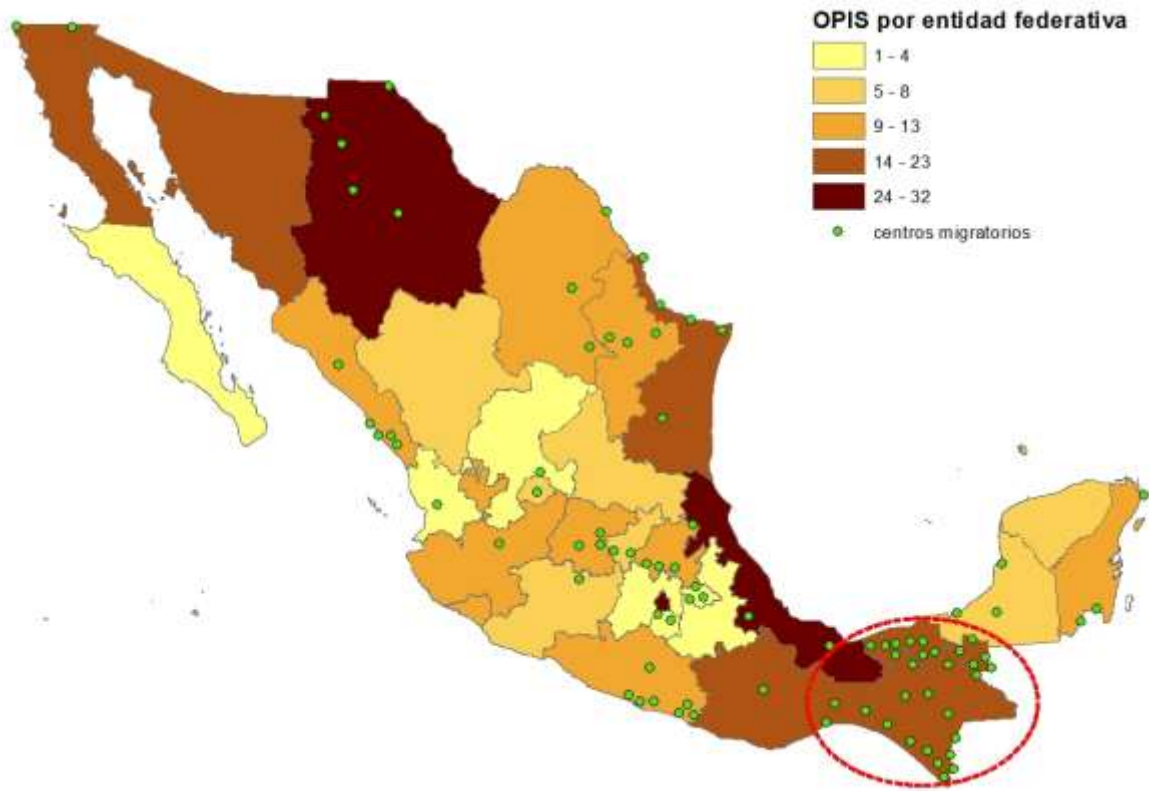 OPIS por entidad federativa
1 - 4
5 - 8
9 - 13
14 - 23
24 - 32
centros migratorios